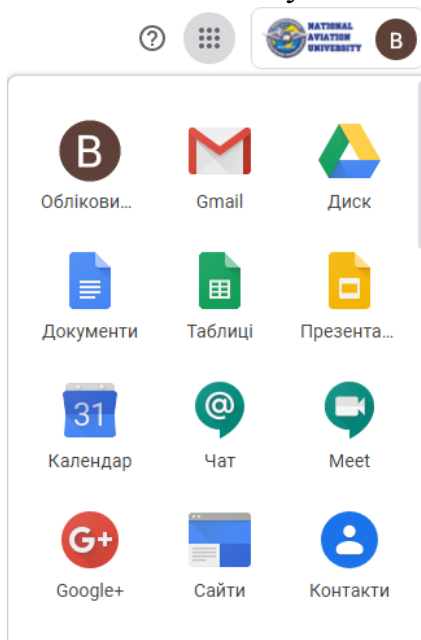 NATIONAL
AVIATION
UNIVERSITY
B
B
Облікови...
Gmail
Диск
Документи
Таблиці
Презента...
31
Календар
Чат
Meet
G+
Google+
Сайти
Контакти